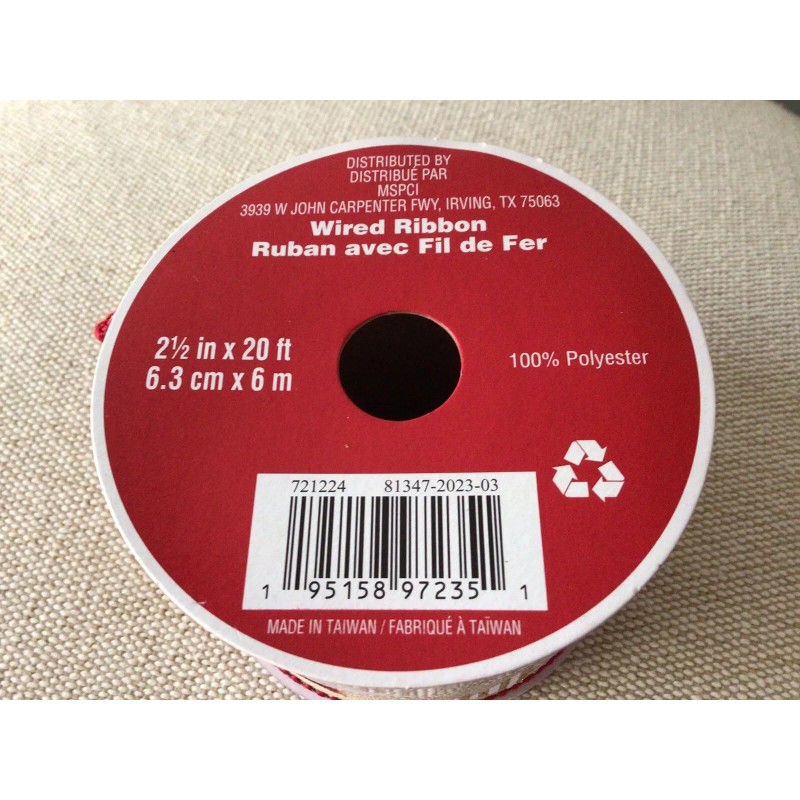 DISTRIBUTED BY
DISTRIBUÉ PAR
MSPCI
3939 W JOHN CARPENTER FWY, IRVING, TX 75063
Wired Ribbon
Ruban avec Fil de Fer
2½ in x 20 ft
6.3 cm x 6 m
100% Polyester
721224 81347-2023-03
1 95158 97235 1
MADE IN TAIWAN / FABRIQUÉ À TAÏWAN